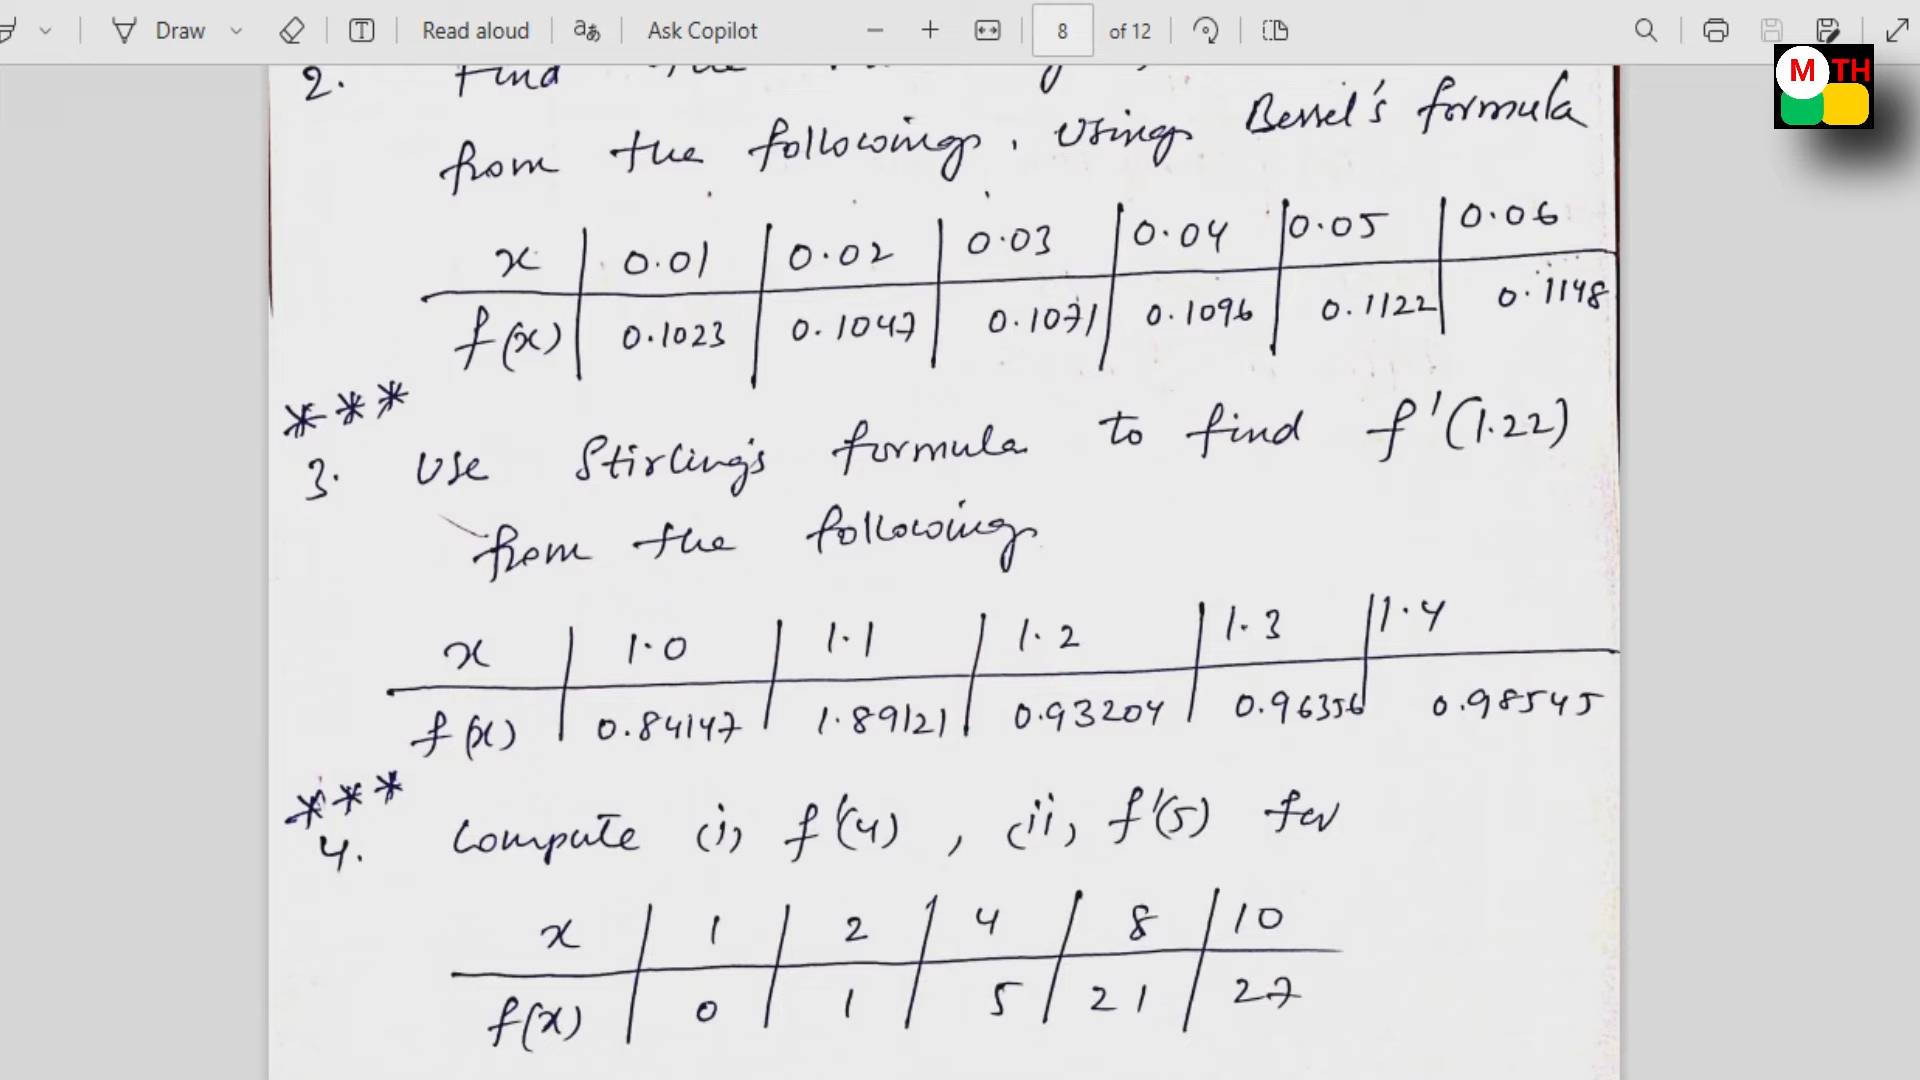 Draw
Read aloud
aあ
Ask Copilot
8 of 12
M TH
2. Find the
from the following, Using Bessel's formula
x | 0.01 | 0.02 | 0.03 | 0.04 | 0.05 | 0.06
f(x) | 0.1023 | 0.1047 | 0.1071 | 0.1096 | 0.1122 | 0.1148
***
3. Use Stirling's formula to find f'(1.22)
from the following
x | 1.0 | 1.1 | 1.2 | 1.3 | 1.4
f(x) | 0.84147 | 1.89121 | 0.93204 | 0.96356 | 0.98545
***
4. Compute (i) f'(4), (ii) f'(5) for
x | 1 | 2 | 4 | 8 | 10
f(x) | 0 | 1 | 5 | 21 | 27